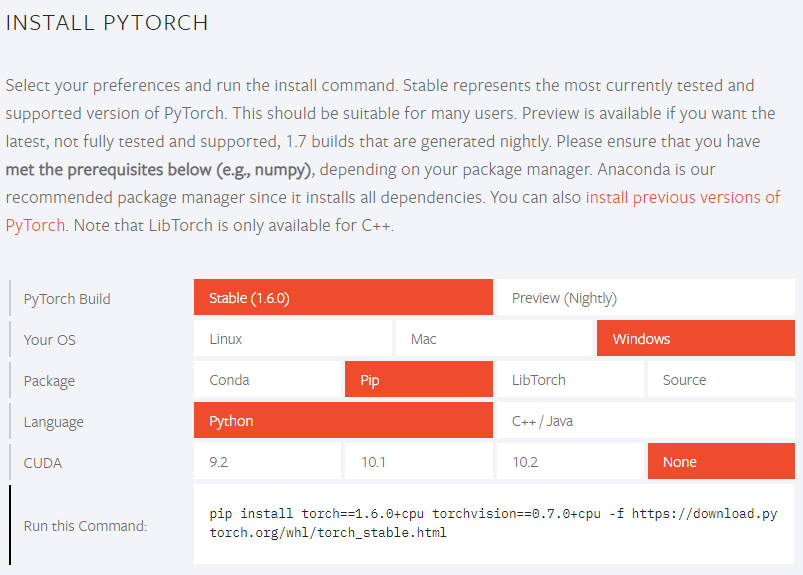 INSTALL PYTORCH
Select your preferences and run the install command. Stable represents the most currently tested and
supported version of PyTorch. This should be suitable for many users. Preview is available if you want the
latest, not fully tested and supported, 1.7 builds that are generated nightly. Please ensure that you have
met the prerequisites below (e.g., numpy), depending on your package manager. Anaconda is our
recommended package manager since it installs all dependencies. You can also install previous versions of
PyTorch. Note that LibTorch is only available for C++.
PyTorch Build Stable (1.6.0) Preview (Nightly)
Your OS Linux Mac Windows
Package Conda Pip LibTorch Source
Language Python C++ / Java
CUDA 9.2 10.1 10.2 None
Run this Command: pip install torch==1.6.0+cpu torchvision==0.7.0+cpu -f https://download.py
torch.org/whl/torch_stable.html